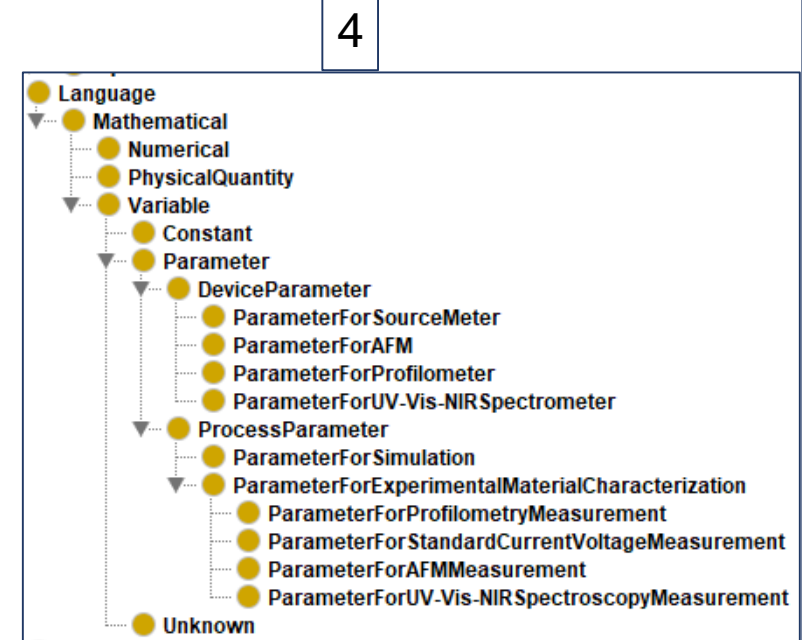 4
Language
Mathematical
Numerical
PhysicalQuantity
Variable
Constant
Parameter
DeviceParameter
ParameterForSourceMeter
ParameterForAFM
ParameterForProfilometer
ParameterForUV-Vis-NIRSpectrometer
ProcessParameter
ParameterForSimulation
ParameterForExperimentalMaterialCharacterization
ParameterForProfilometryMeasurement
ParameterForStandardCurrentVoltageMeasurement
ParameterForAFMMeasurement
ParameterForUV-Vis-NIRSpectroscopyMeasurement
Unknown